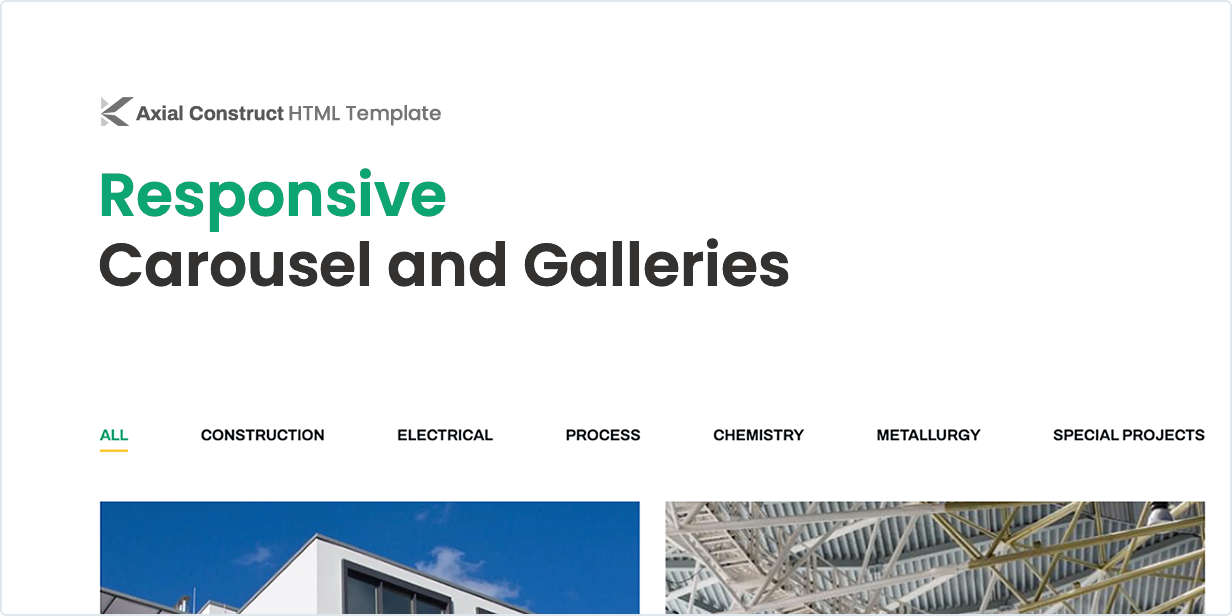 Axial Construct HTML Template
Responsive
Carousel and Galleries
ALL CONSTRUCTION ELECTRICAL PROCESS CHEMISTRY METALLURGY SPECIAL PROJECTS